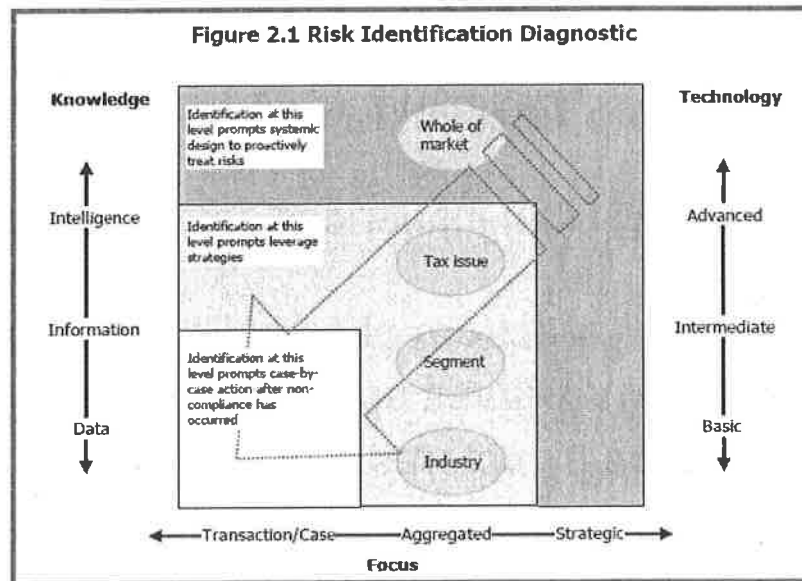 Figure 2.1 Risk Identification Diagnostic
Knowledge
Technology
Identification at this
level prompts systemic
design to proactively
treat risks
Whole of
market
Intelligence
Advanced
Identification at this
level prompts leverage
strategies
Tax issue
Information
Intermediate
Identification at this
level prompts case-by-
case action after non-
compliance has
occurred
Segment
Data
Basic
Industry
Transaction/Case
Aggregated
Strategic
Focus